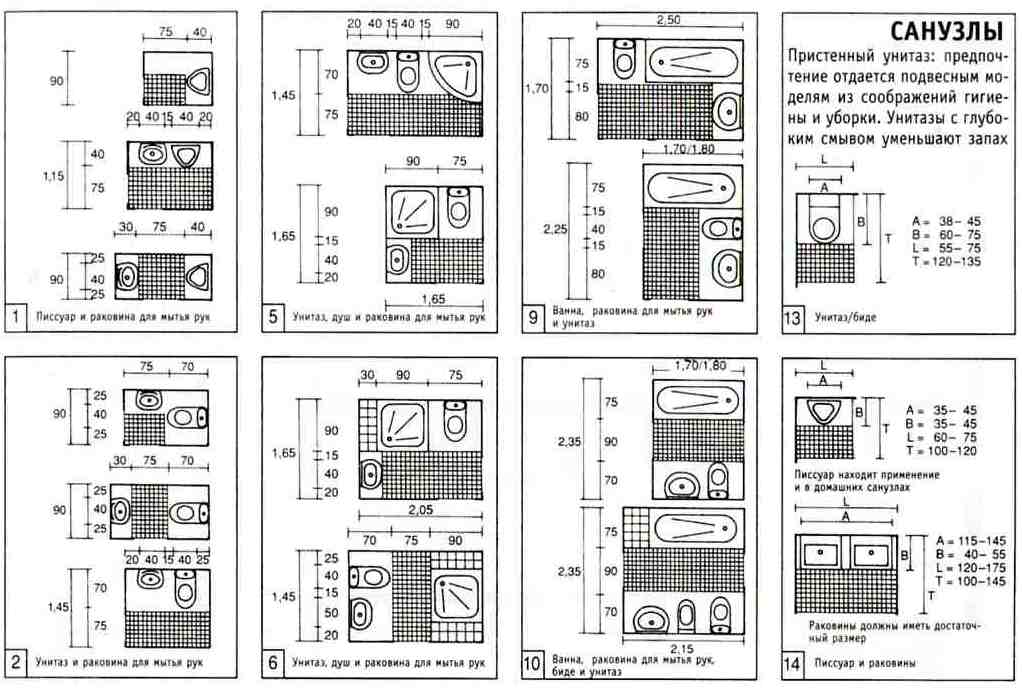 75 40
90
20 40 15 40 20
40
1,15
75
30 75 40
25
90 40
25
1 Писсуар и раковина для мытья рук
20 40 15 40 15 90
70
1,45
75
90 75
90
1,65
15
40
20
1,65
5 Унитаз, душ и раковина для мытья рук
2,50
75
1,70 15
80
1,70/1,80
75
15
2,25 40
15
80
9 Ванна, раковина для мытья рук
и унитаз
САНУЗЛЫ
Пристенный унитаз: предпоч-
тение отдается подвесным мо-
делям из соображений гигие-
ны и уборки. Унитазы с глубо-
ким смывом уменьшают запах
L
A
B
T
A = 38– 45
B = 60– 75
L = 55– 75
T = 120–135
13 Унитаз/биде
75 70
25
90 40
25
30 75 70
25
90 40
25
20 40 15 40 25
70
1,45
75
2 Унитаз и раковина для мытья рук
30 90 75
90
1,65
15
40
20
2,05
70 75 90
25
40
1,45 15
50
20
6 Унитаз, душ и раковина для мытья рук
1,70/1,80
75
2,35 90
70
75
2,35 90
70
2,15
10 Ванна, раковина для мытья рук,
биде и унитаз
L
A
B
T
A = 35– 45
B = 35– 45
L = 60– 75
T = 100–120
Писсуар находит применение
и в домашних санузлах
L
A
B
T
A = 115–145
B = 40– 55
L = 120–175
T = 100–145
Раковины должны иметь достаточ-
ный размер
14 Писсуар и раковины